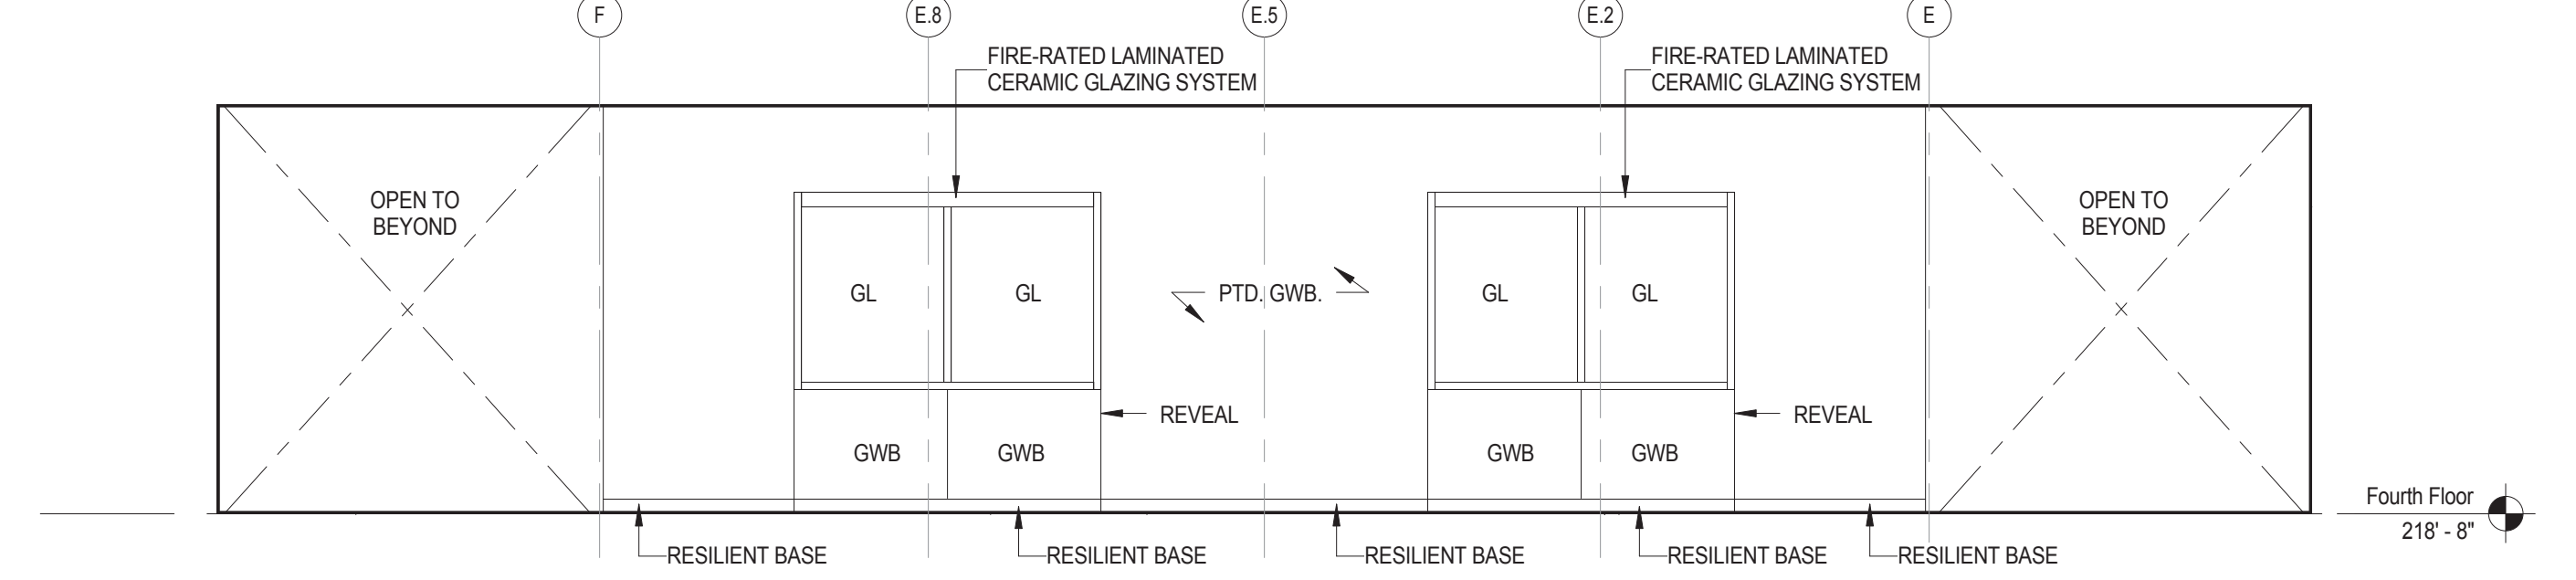 F
E.8
E.5
E.2
E
FIRE-RATED LAMINATED
CERAMIC GLAZING SYSTEM
FIRE-RATED LAMINATED
CERAMIC GLAZING SYSTEM
OPEN TO
BEYOND
OPEN TO
BEYOND
GL
GL
PTD. GWB.
GL
GL
REVEAL
REVEAL
GWB
GWB
GWB
GWB
Fourth Floor
218' - 8"
RESILIENT BASE
RESILIENT BASE
RESILIENT BASE
RESILIENT BASE
RESILIENT BASE